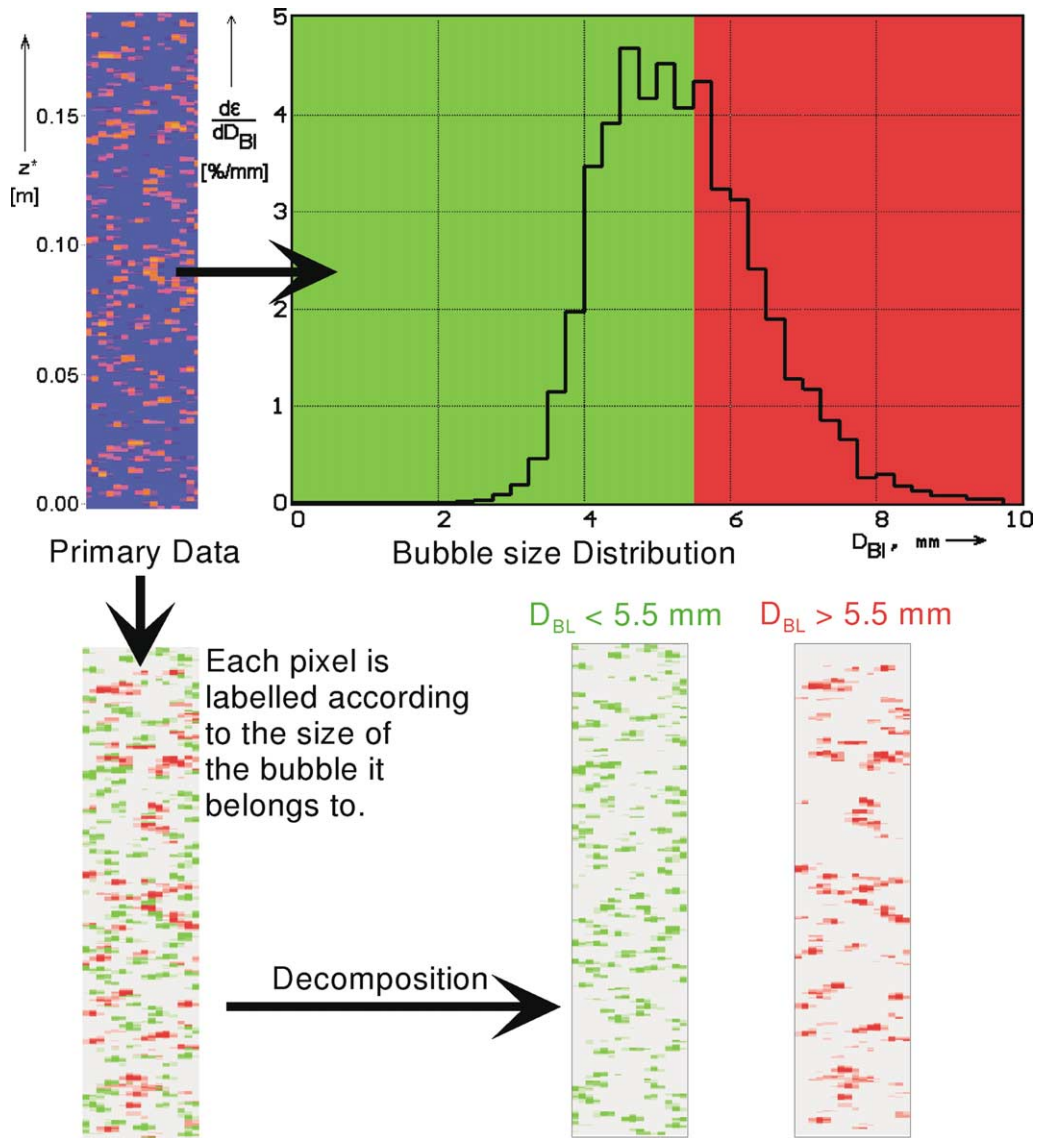 z*
[m]
0.15
0.10
0.05
0.00
dε
dD_Bl
[%/mm]
5
4
3
2
1
0
0 2 4 6 8 10
D_Bl, mm
Primary Data
Bubble size Distribution
D_BL < 5.5 mm
D_BL > 5.5 mm
Each pixel is
labelled according
to the size of
the bubble it
belongs to.
Decomposition